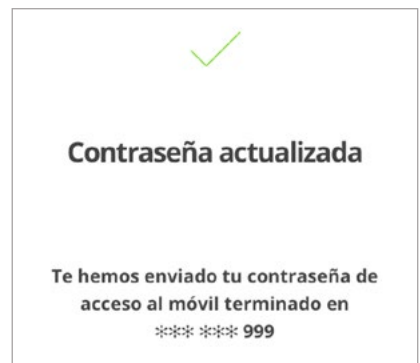 Contraseña actualizada
Te hemos enviado tu contraseña de
acceso al móvil terminado en
*** *** 999